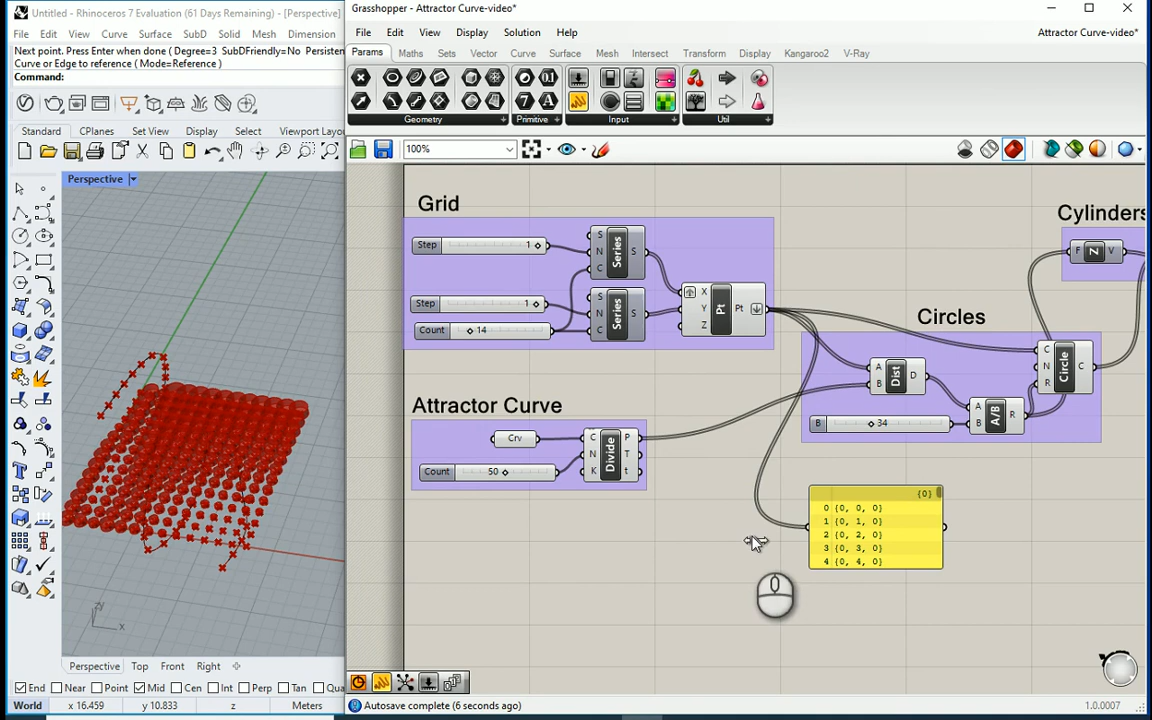 Untitled - Rhinoceros 7 Evaluation (61 Days Remaining) - [Perspective]
File Edit View Curve Surface SubD Solid Mesh Dimension
Next point. Press Enter when done ( Degree=3 SubDFriendly=No Persisten
Curve or Edge to reference ( Mode=Reference )
Command:
Standard CPlanes Set View Display Select Viewport Layou
Perspective
x
Perspective Top Front Right
End Near Point Mid Cen Int Perp Tan Qua
World x 16.459 y 10.833 z Meters
Grasshopper - Attractor Curve-video*
File Edit View Display Solution Help Attractor Curve-video*
Params Maths Sets Vector Curve Surface Mesh Intersect Transform Display Kangaroo2 V-Ray
Geometry Primitive Input Util
100%
Grid
Step 1
S N C Series S
Step 1
S N C Series S
Count 14
X Y Z Pt Pt
Attractor Curve
Crv
Count 50
C N K Divide P T t
Circles
A B Dist D
B 34
A B A/B R
C N R Circle C
Cylinders
F Z V
{0}
0 {0, 0, 0}
1 {0, 1, 0}
2 {0, 2, 0}
3 {0, 3, 0}
4 {0, 4, 0}
Autosave complete (6 seconds ago) 1.0.0007